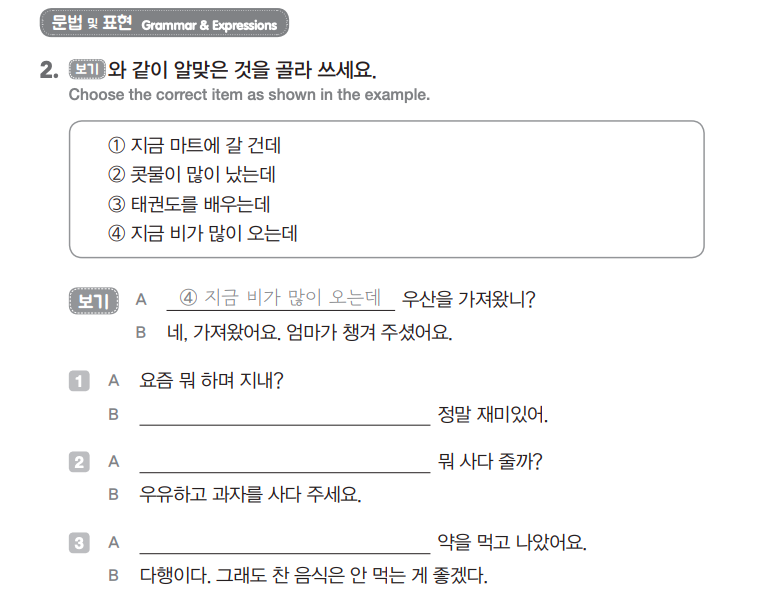 문법 및 표현 Grammar & Expressions
2. 보기와 같이 알맞은 것을 골라 쓰세요.
Choose the correct item as shown in the example.
① 지금 마트에 갈 건데
② 콧물이 많이 났는데
③ 태권도를 배우는데
④ 지금 비가 많이 오는데
보기 A ④ 지금 비가 많이 오는데 우산을 가져왔니?
B 네, 가져왔어요. 엄마가 챙겨 주셨어요.
1 A 요즘 뭐 하며 지내?
B 정말 재미있어.
2 A 뭐 사다 줄까?
B 우유하고 과자를 사다 주세요.
3 A 약을 먹고 나았어요.
B 다행이다. 그래도 찬 음식은 안 먹는 게 좋겠다.